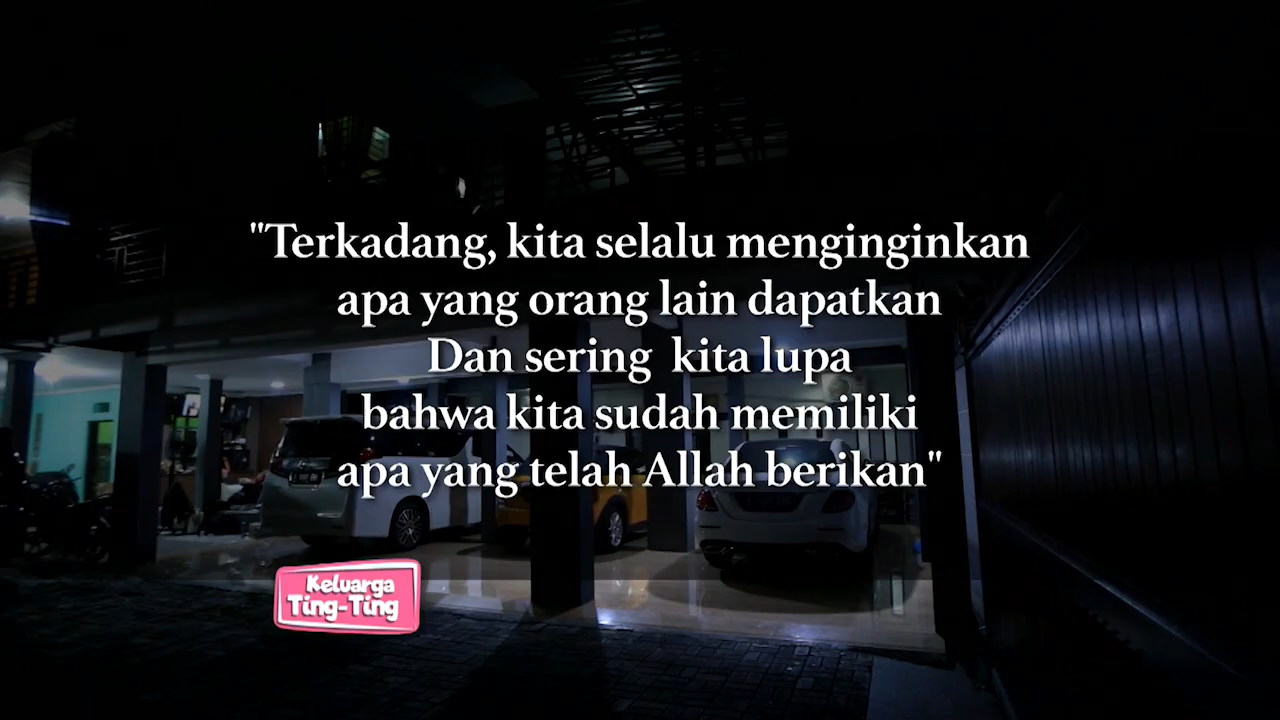 "Terkadang, kita selalu menginginkan
apa yang orang lain dapatkan
Dan sering kita lupa
bahwa kita sudah memiliki
apa yang telah Allah berikan"
Keluarga
Ting-Ting